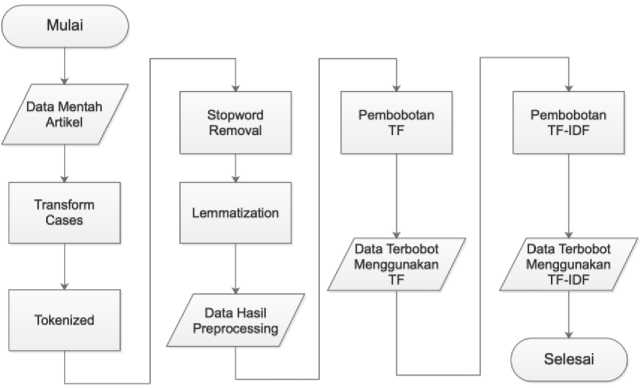 Mulai
Data Mentah
Artikel
Transform
Cases
Tokenized
Stopword
Removal
Lemmatization
Data Hasil
Preprocessing
Pembobotan
TF
Data Terbobot
Menggunakan
TF
Pembobotan
TF-IDF
Data Terbobot
Menggunakan
TF-IDF
Selesai